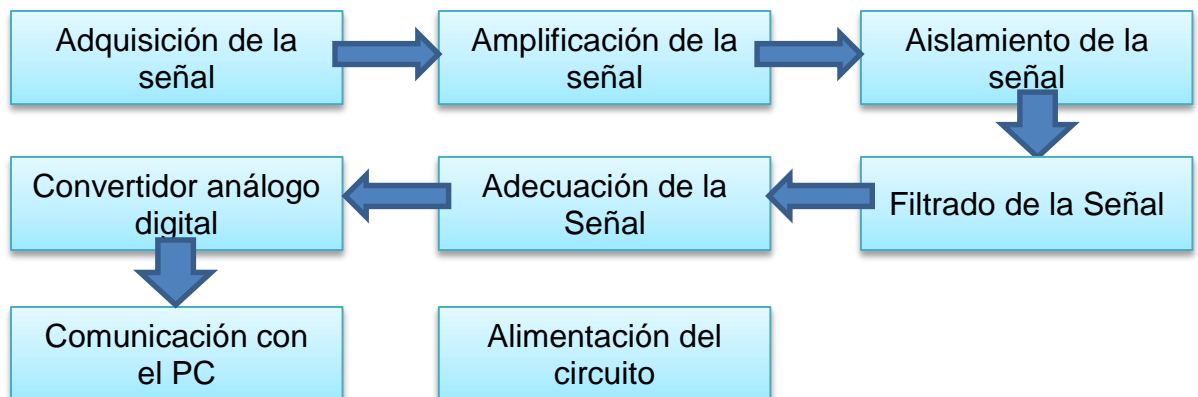 Adquisición de la
señal
Amplificación de la
señal
Aislamiento de la
señal
Convertidor análogo
digital
Adecuación de la
Señal
Filtrado de la Señal
Comunicación con
el PC
Alimentación del
circuito